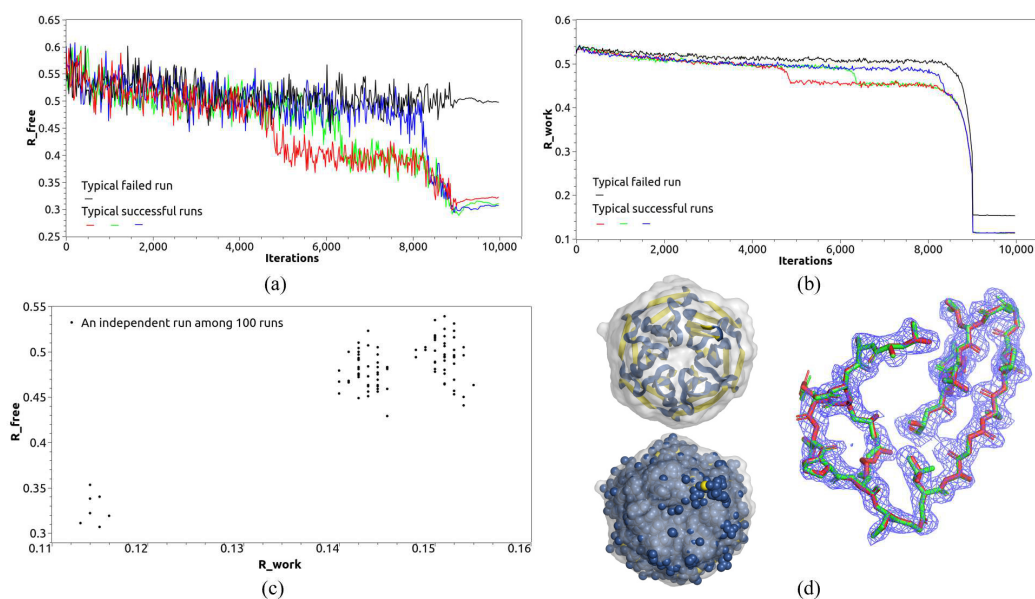 0.65
0.6
0.55
0.5
0.45
0.4
0.35
0.3
0.25
R_free
Typical failed run
Typical successful runs
0 2,000 4,000 6,000 8,000 10,000
Iterations
(a)
0.6
0.5
0.4
0.3
0.2
0.1
R_work
Typical failed run
Typical successful runs
0 2,000 4,000 6,000 8,000 10,000
Iterations
(b)
0.55
0.5
0.45
0.4
0.35
0.3
R_free
An independent run among 100 runs
0.11 0.12 0.13 0.14 0.15 0.16
R_work
(c)
(d)